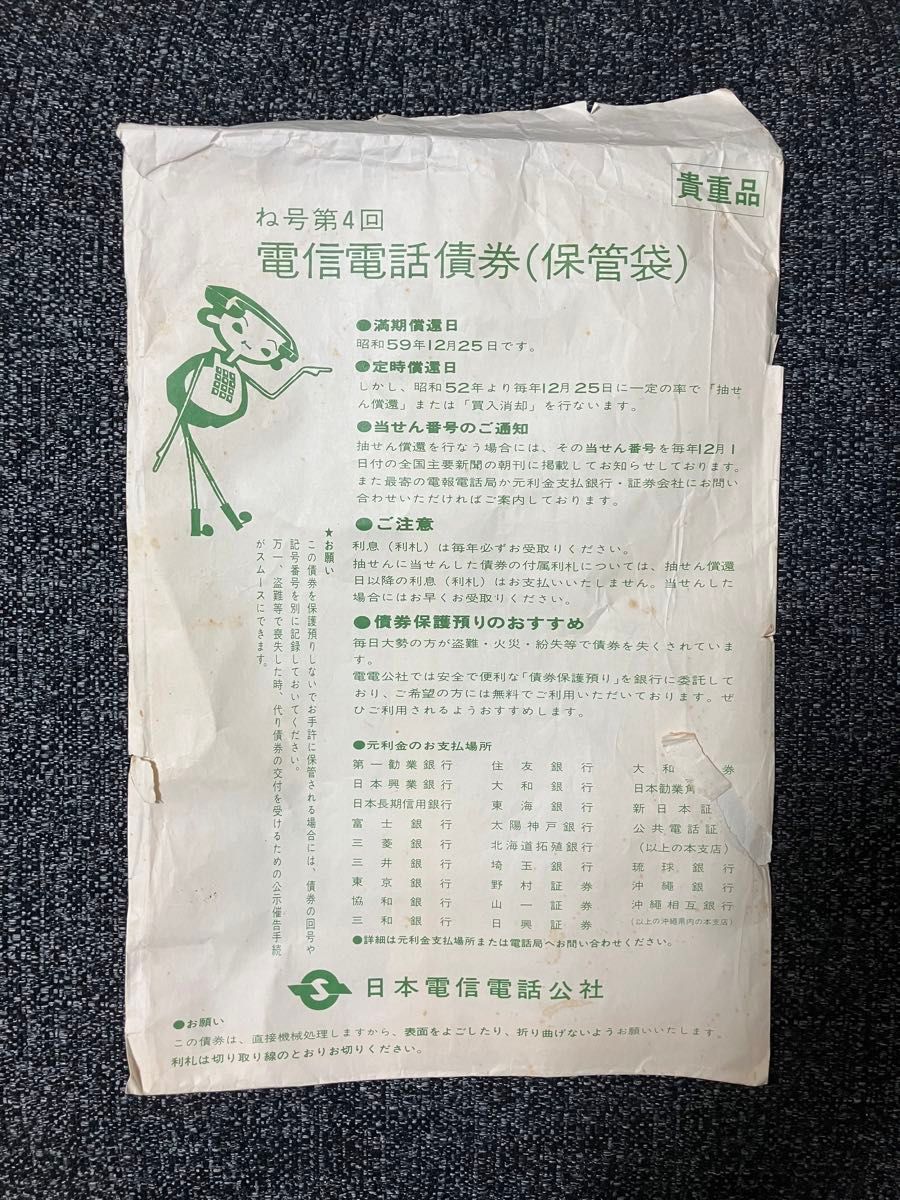 貴重品
ね号第4回
電信電話債券(保管袋)
●満期償還日
昭和59年12月25日です。
●定時償還日
しかし、昭和52年より毎年12月25日に一定の率で「抽せ
ん償還」または「買入消却」を行ないます。
●当せん番号のご通知
抽せん償還を行なう場合には、その当せん番号を毎年12月1
日付の全国主要新聞の朝刊に掲載してお知らせしております。
また最寄の電報電話局か元利金支払銀行・証券会社にお問い
合わせいただければご案内しております。
●ご注意
利息（利札）は毎年必ずお受取りください。
抽せんに当せんした債券の付属利札については、抽せん償還
日以降の利息（利札）はお支払いいたしません。当せんした
場合にはお早くお受取りください。
●債券保護預りのおすすめ
毎日大勢の方が盗難・火災・紛失等で債券を失くされていま
す。
電電公社では安全で便利な「債券保護預り」を銀行に委託して
おり、ご希望の方には無料でご利用いただいております。ぜ
ひご利用されるようおすすめします。
★お願い
この債券を保護預りしないでお手許に保管される場合には、債券の回号や
記号番号を別に記録しておいてください。
万一、盗難等で喪失した時、代り債券の交付を受けるための公示催告手続
がスムースにできます。
●元利金のお支払場所
第一勧業銀行 住友銀行 大和 券
日本興業銀行 大和銀行 日本勧業角
日本長期信用銀行 東海銀行 新日本証
富士銀行 太陽神戸銀行 公共電話証
三菱銀行 北海道拓殖銀行 (以上の本支店)
三井銀行 埼玉銀行 琉球銀行
東京銀行 野村証券 沖縄銀行
協和銀行 山一証券 沖縄相互銀行
三和銀行 日興証券 (以上の沖縄県内の本支店)
●詳細は元利金支払場所または電話局へお問い合わせください。
日本電信電話公社
●お願い
この債券は、直接機械処理しますから、表面をよごしたり、折り曲げないようお願いいたします。
利札は切り取り線のとおりお切りください。